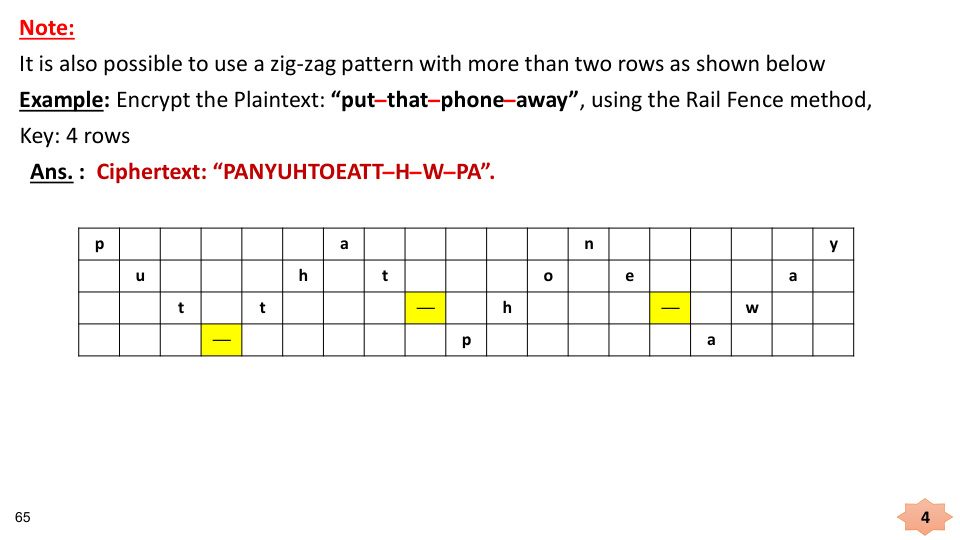 Note:
It is also possible to use a zig-zag pattern with more than two rows as shown below
Example: Encrypt the Plaintext: “put–that–phone–away”, using the Rail Fence method,
Key: 4 rows
Ans. : Ciphertext: “PANYUHTOEATT–H–W–PA”.
p a n y
u h t o e a
t t — h — w
— p a
65
4